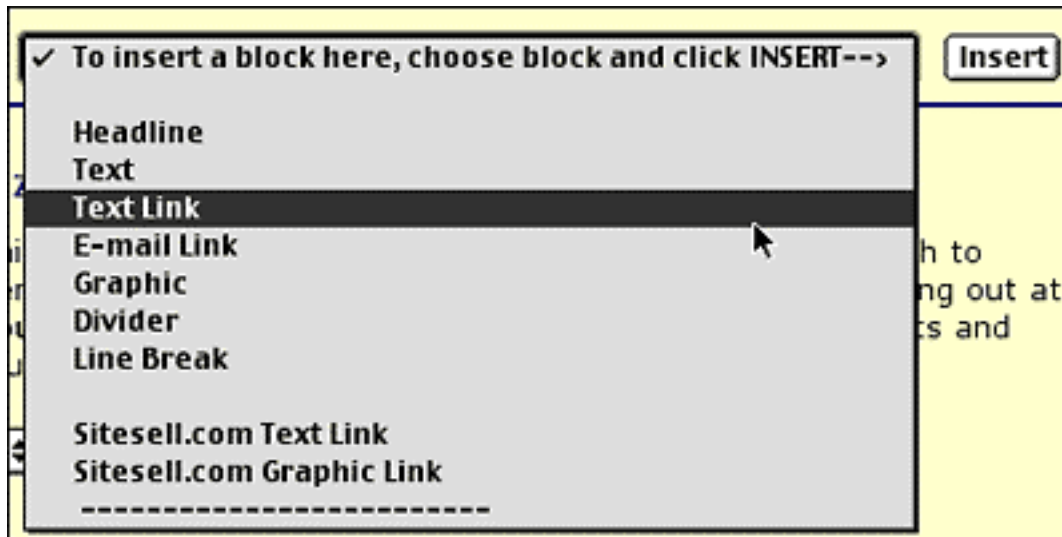 ✓ To insert a block here, choose block and click INSERT--> Insert
Headline
Text
Text Link
E-mail Link
h to
Graphic
ng out at
Divider
ts and
Line Break
Sitesell.com Text Link
Sitesell.com Graphic Link
--------------------------